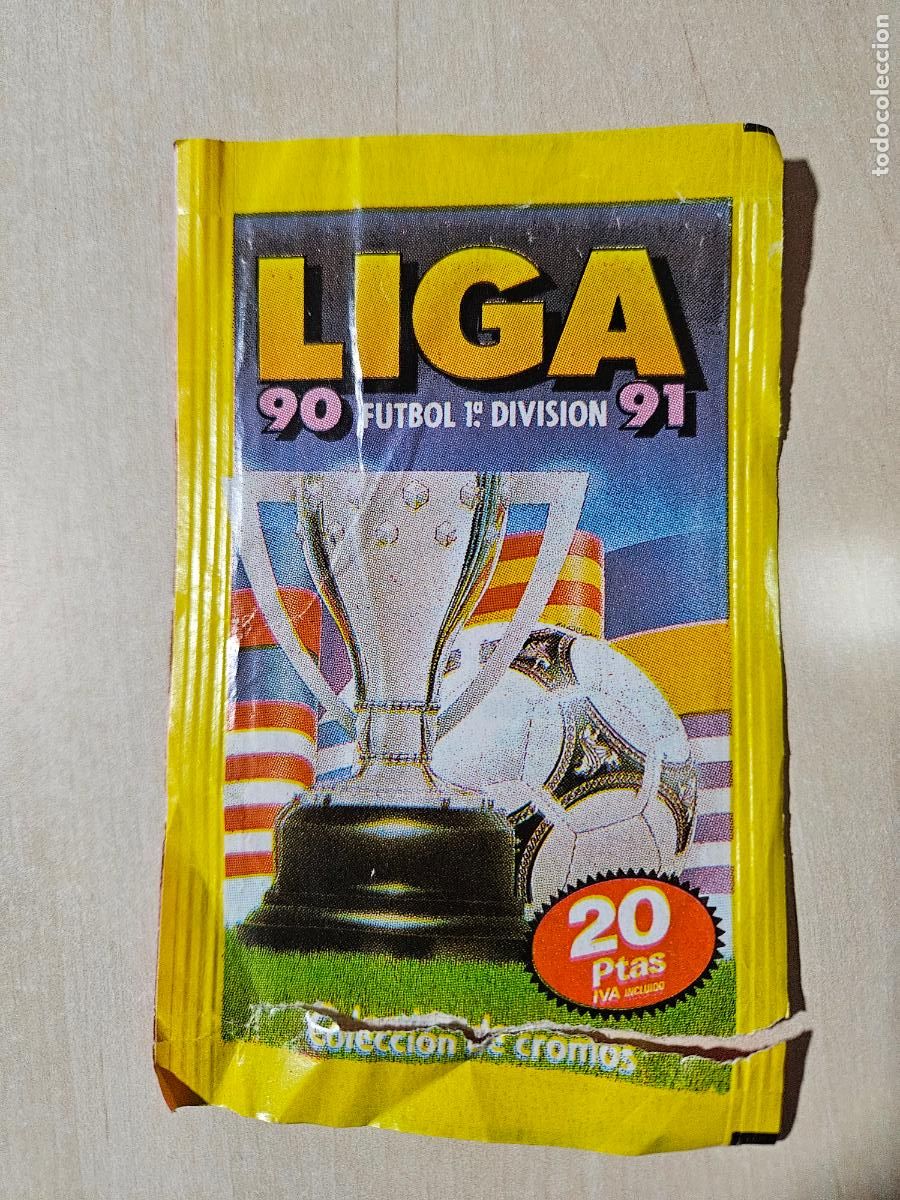 todocoleccion
LIGA
90 FUTBOL 1ª DIVISION 91
20
Ptas
IVA INCLUIDO
Colección de cromos